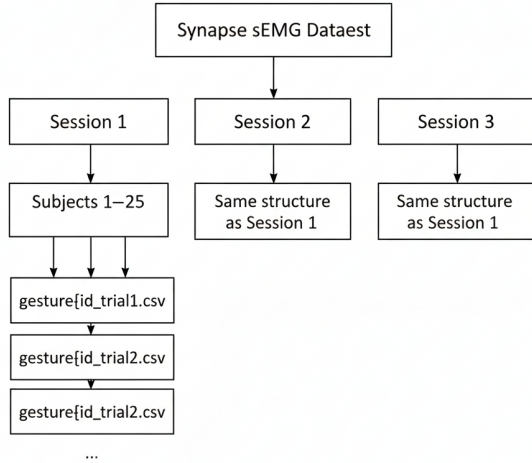 Synapse sEMG Dataest
Session 1
Session 2
Session 3
Subjects 1–25
Same structure
as Session 1
Same structure
as Session 1
gesture{id_trial1.csv
gesture{id_trial2.csv
gesture{id_trial2.csv
...